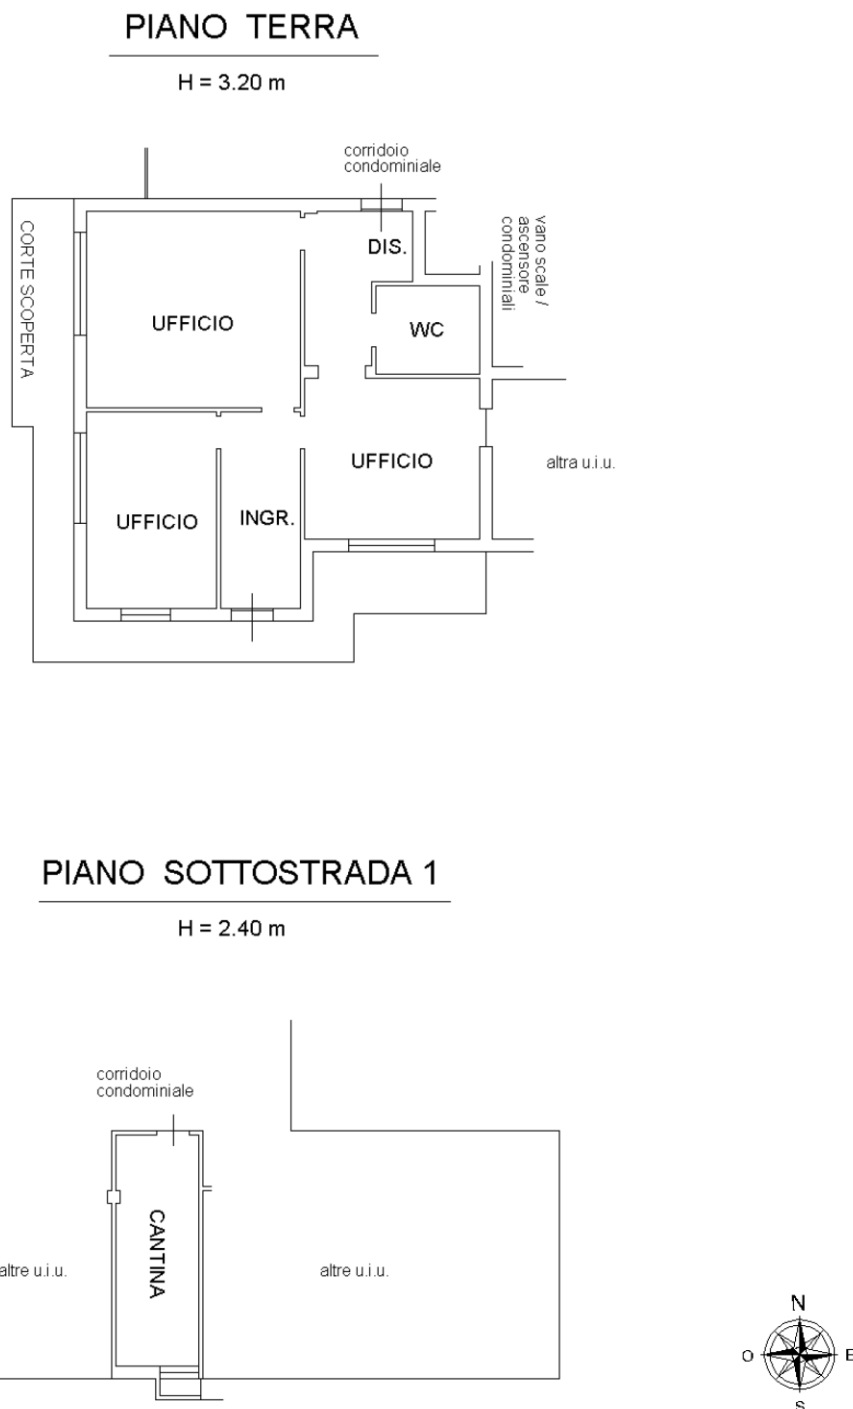 PIANO TERRA
H = 3.20 m
corridoio
condominiale
CORTE SCOPERTA
DIS.
vano scale /
ascensore
condominiali
UFFICIO
WC
UFFICIO
altra u.i.u.
UFFICIO
INGR.
PIANO SOTTOSTRADA 1
H = 2.40 m
corridoio
condominiale
CANTINA
altre u.i.u.
altre u.i.u.
N
O
E
S